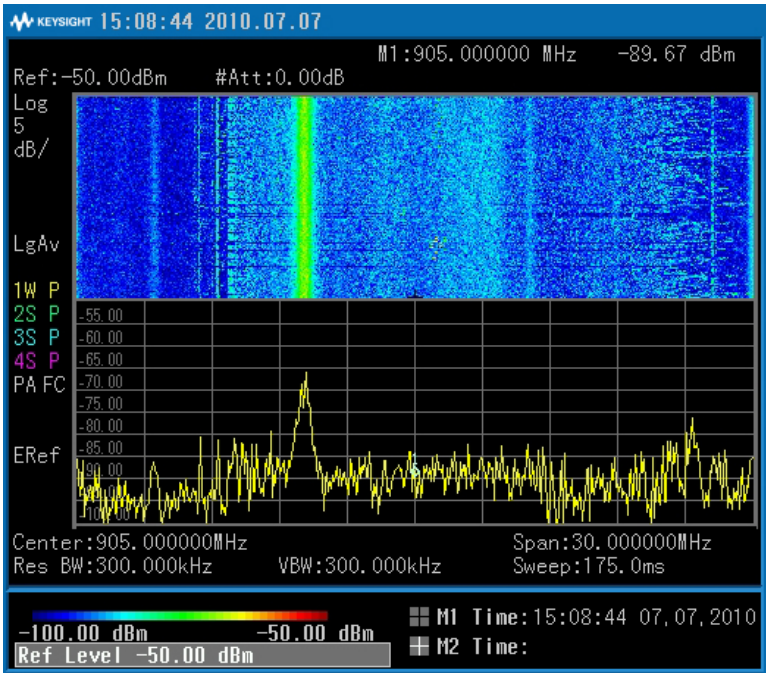 KEYSIGHT 15:08:44 2010.07.07
M1:905.000000 MHz -89.67 dBm
Ref:-50.00dBm #Att:0.00dB
Log
5
dB/
LgAv
1W P
2S P
3S P
4S P
PA FC
ERef
-55.00
-60.00
-65.00
-70.00
-75.00
-80.00
-85.00
-90.00
Center:905.000000MHz Span:30.000000MHz
Res BW:300.000kHz VBW:300.000kHz Sweep:175.0ms
-100.00 dBm -50.00 dBm
Ref Level -50.00 dBm
M1 Time:15:08:44 07,07,2010
M2 Time: